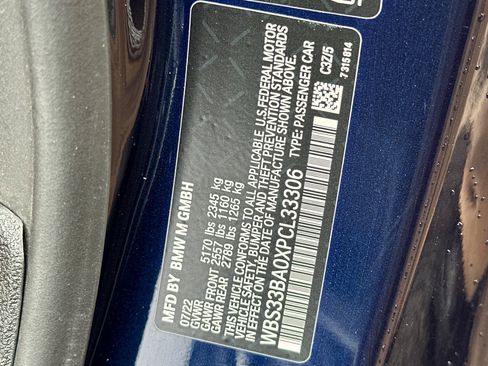 MFD BY BMW M GMBH
07/22
GVWR 5170 lbs 2345 kg
GAWR FRONT 2557 lbs 1160 kg
GAWR REAR 2789 lbs 1265 kg
THIS VEHICLE CONFORMS TO ALL APPLICABLE U.S. FEDERAL MOTOR
VEHICLE SAFETY, BUMPER AND THEFT PREVENTION STANDARDS
IN EFFECT ON THE DATE OF MANUFACTURE SHOWN ABOVE.
WBS33BA0XPCL33306 TYPE: PASSENGER CAR
C3Z/5
7 315 814